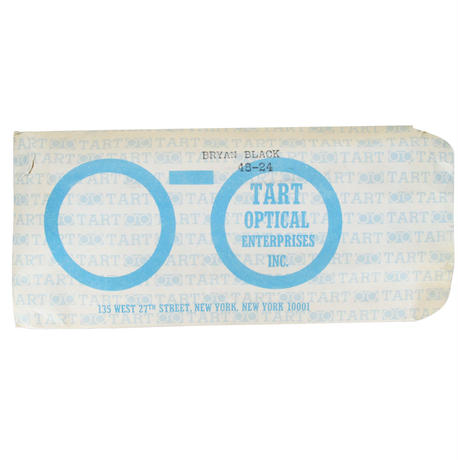 BRYAN BLACK
48-24
TART
OPTICAL
ENTERPRISES
INC.
135 WEST 27TH STREET, NEW YORK, NEW YORK 10001